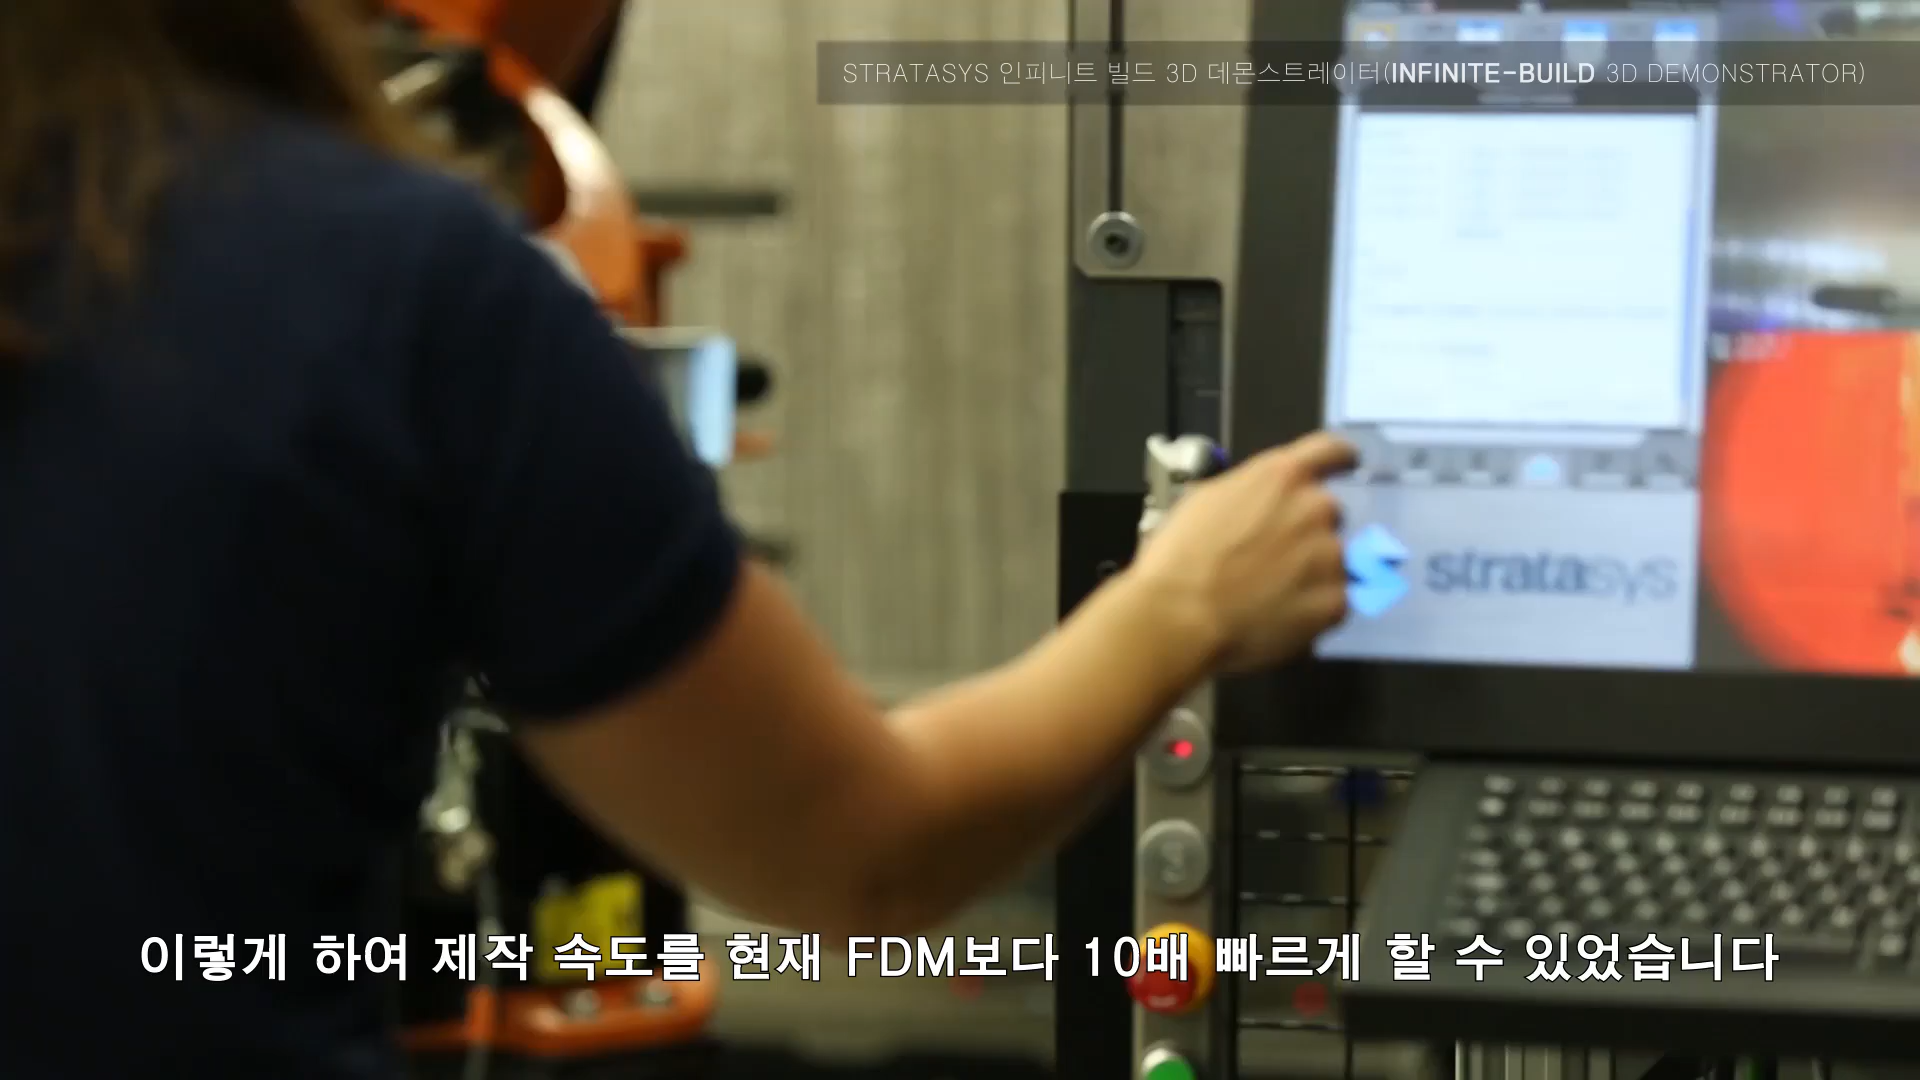 STRATASYS 인피니트 빌드 3D 데몬스트레이터(INFINITE-BUILD 3D DEMONSTRATOR)
stratasys
이렇게 하여 제작 속도를 현재 FDM보다 10배 빠르게 할 수 있었습니다